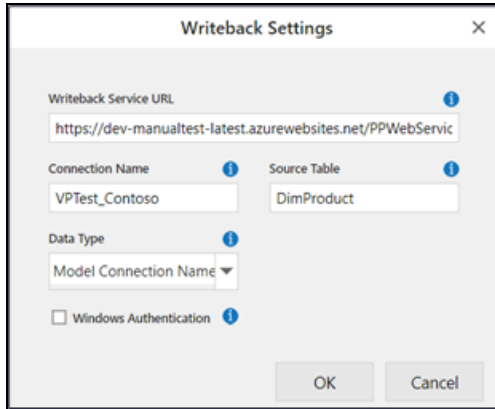 Writeback Settings
Writeback Service URL
https://dev-manualtest-latest.azurewebsites.net/PPWebServic
Connection Name
Source Table
VPTest_Contoso
DimProduct
Data Type
Model Connection Name
Windows Authentication
OK
Cancel